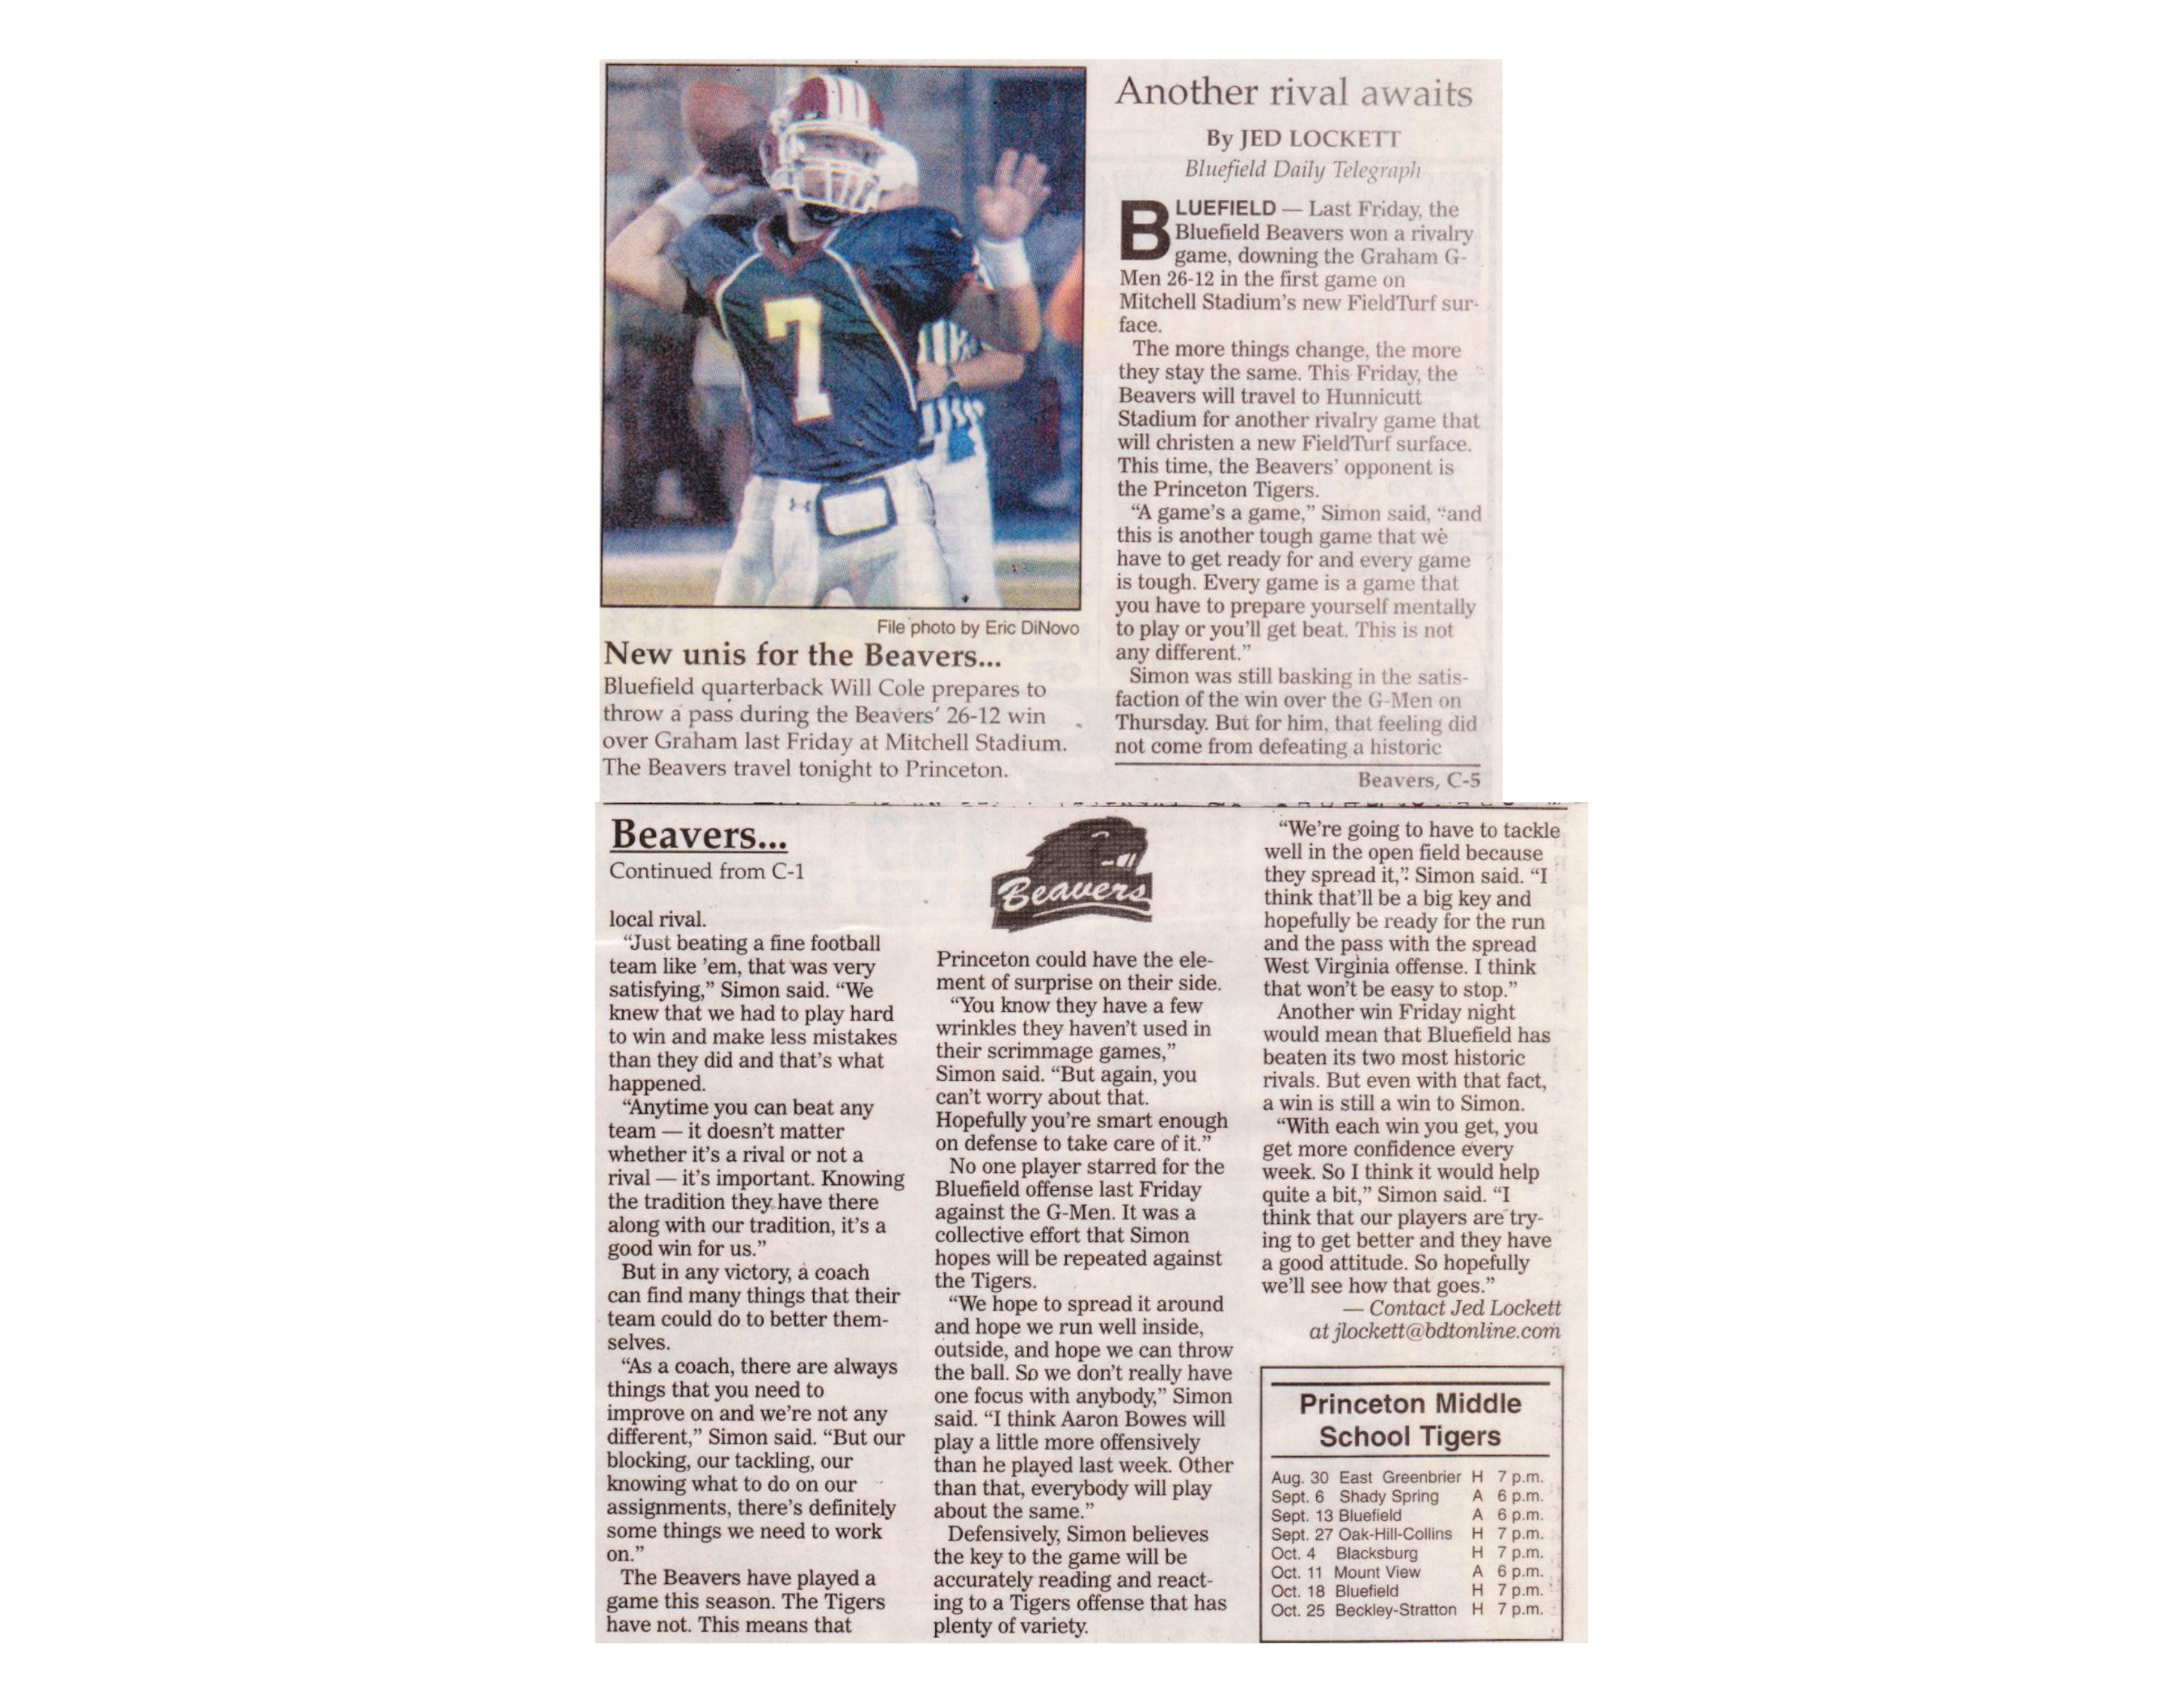 7
File photo by Eric DiNovo
New unis for the Beavers...
Bluefield quarterback Will Cole prepares to
throw a pass during the Beavers' 26-12 win
over Graham last Friday at Mitchell Stadium.
The Beavers travel tonight to Princeton.
Another rival awaits
By JED LOCKETT
Bluefield Daily Telegraph
BLUEFIELD — Last Friday, the
Bluefield Beavers won a rivalry
game, downing the Graham G-
Men 26-12 in the first game on
Mitchell Stadium's new FieldTurf sur-
face.
The more things change, the more
they stay the same. This Friday, the
Beavers will travel to Hunnicutt
Stadium for another rivalry game that
will christen a new FieldTurf surface.
This time, the Beavers' opponent is
the Princeton Tigers.
“A game's a game,” Simon said, “and
this is another tough game that we
have to get ready for and every game
is tough. Every game is a game that
you have to prepare yourself mentally
to play or you'll get beat. This is not
any different.”
Simon was still basking in the satis-
faction of the win over the G-Men on
Thursday. But for him, that feeling did
not come from defeating a historic
Beavers, C-5
Beavers...
Continued from C-1
local rival.
“Just beating a fine football
team like 'em, that was very
satisfying,” Simon said. “We
knew that we had to play hard
to win and make less mistakes
than they did and that's what
happened.
“Anytime you can beat any
team — it doesn't matter
whether it's a rival or not a
rival — it's important. Knowing
the tradition they have there
along with our tradition, it's a
good win for us.”
But in any victory, a coach
can find many things that their
team could do to better them-
selves.
“As a coach, there are always
things that you need to
improve on and we're not any
different,” Simon said. “But our
blocking, our tackling, our
knowing what to do on our
assignments, there's definitely
some things we need to work
on.”
The Beavers have played a
game this season. The Tigers
have not. This means that
Beavers
Princeton could have the ele-
ment of surprise on their side.
“You know they have a few
wrinkles they haven't used in
their scrimmage games,”
Simon said. “But again, you
can't worry about that.
Hopefully you're smart enough
on defense to take care of it.”
No one player starred for the
Bluefield offense last Friday
against the G-Men. It was a
collective effort that Simon
hopes will be repeated against
the Tigers.
“We hope to spread it around
and hope we run well inside,
outside, and hope we can throw
the ball. So we don't really have
one focus with anybody,” Simon
said. “I think Aaron Bowes will
play a little more offensively
than he played last week. Other
than that, everybody will play
about the same.”
Defensively, Simon believes
the key to the game will be
accurately reading and react-
ing to a Tigers offense that has
plenty of variety.
“We're going to have to tackle
well in the open field because
they spread it,” Simon said. “I
think that'll be a big key and
hopefully be ready for the run
and the pass with the spread
West Virginia offense. I think
that won't be easy to stop.”
Another win Friday night
would mean that Bluefield has
beaten its two most historic
rivals. But even with that fact,
a win is still a win to Simon.
“With each win you get, you
get more confidence every
week. So I think it would help
quite a bit,” Simon said. “I
think that our players are try-
ing to get better and they have
a good attitude. So hopefully
we'll see how that goes.”
— Contact Jed Lockett
at jlockett@bdtonline.com
Princeton Middle
School Tigers
Aug. 30 East Greenbrier H 7 p.m.
Sept. 6 Shady Spring A 6 p.m.
Sept. 13 Bluefield A 6 p.m.
Sept. 27 Oak-Hill-Collins H 7 p.m.
Oct. 4 Blacksburg H 7 p.m.
Oct. 11 Mount View A 6 p.m.
Oct. 18 Bluefield H 7 p.m.
Oct. 25 Beckley-Stratton H 7 p.m.